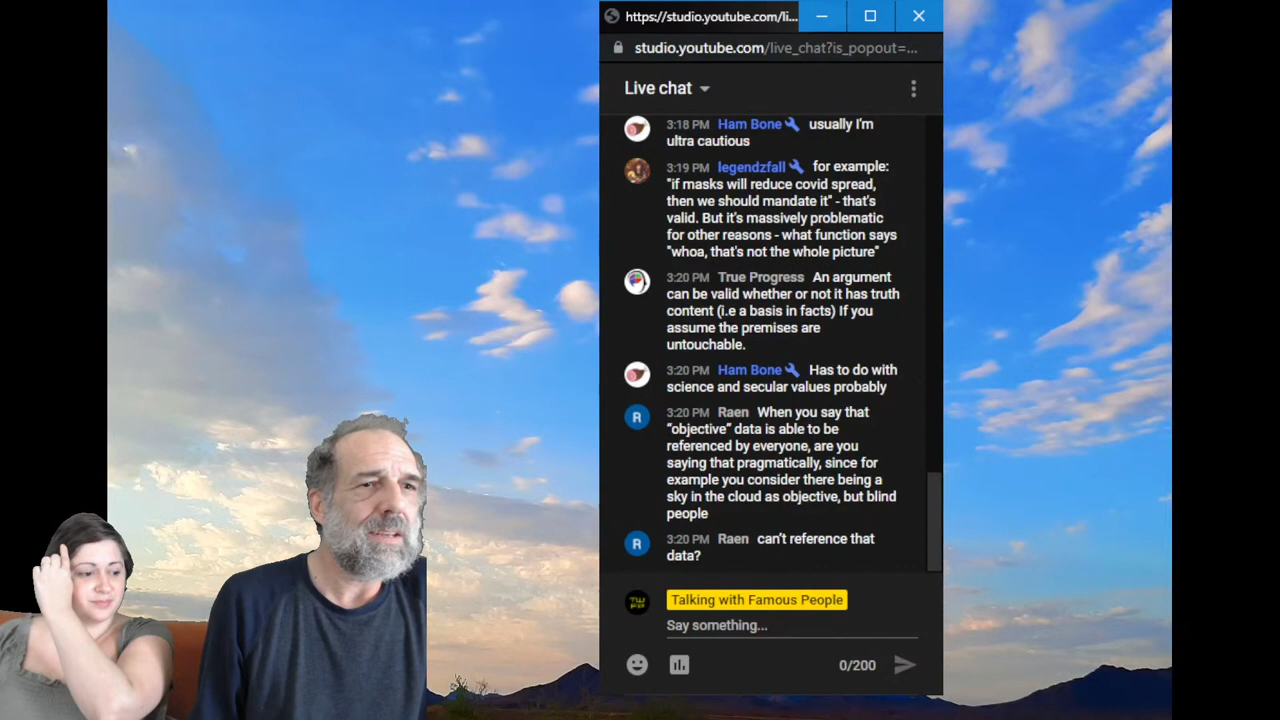 https://studio.youtube.com/li...
studio.youtube.com/live_chat?is_popout=...
Live chat
3:18 PM Ham Bone usually I'm
ultra cautious
3:19 PM legendzfall for example:
"if masks will reduce covid spread,
then we should mandate it" - that's
valid. But it's massively problematic
for other reasons - what function says
"whoa, that's not the whole picture"
3:20 PM True Progress An argument
can be valid whether or not it has truth
content (i.e a basis in facts) If you
assume the premises are
untouchable.
3:20 PM Ham Bone Has to do with
science and secular values probably
R 3:20 PM Raen When you say that
“objective” data is able to be
referenced by everyone, are you
saying that pragmatically, since for
example you consider there being a
sky in the cloud as objective, but blind
people
R 3:20 PM Raen can't reference that
data?
TWFP Talking with Famous People
Say something...
0/200